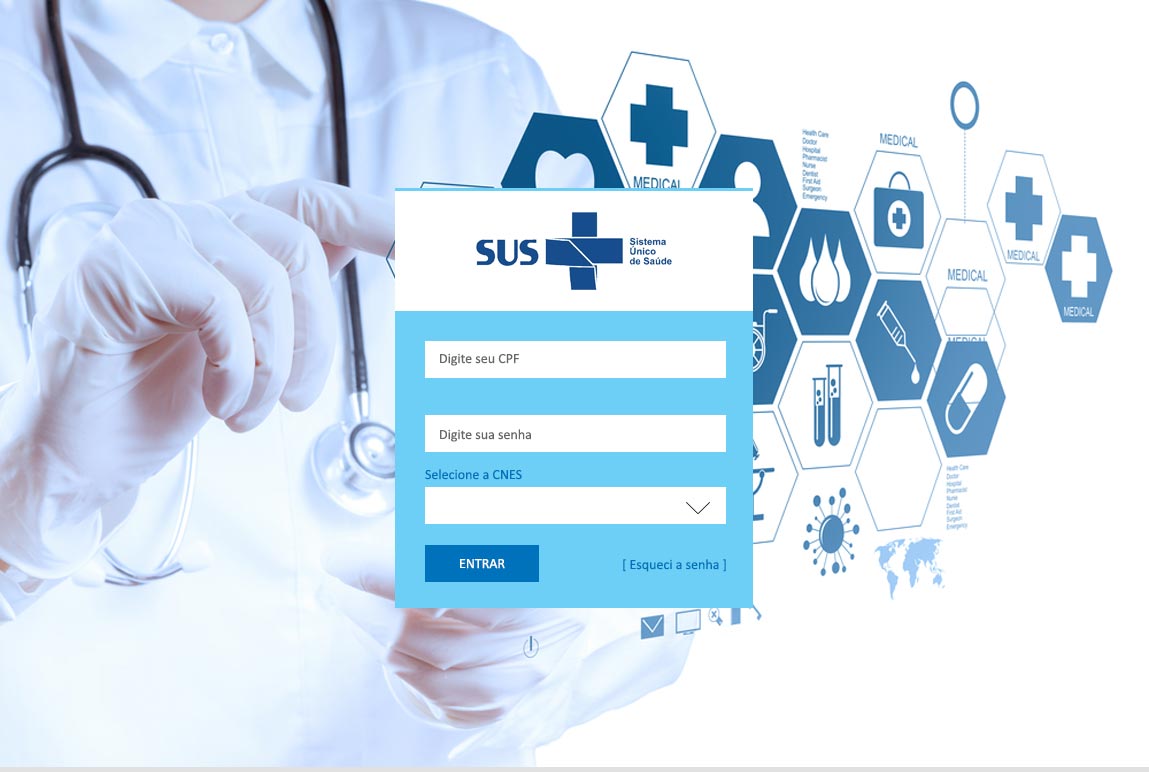 MEDICAL
MEDICAL
Health Care
Doctor
Hospital
Pharmacist
Nurse
Dentist
First Aid
Surgeon
Emergency
MEDICAL
MEDICAL
MEDICAL
MEDICAL
SUS
Sistema
Único
de Saúde
Digite seu CPF
Digite sua senha
Selecione a CNES
ENTRAR
[ Esqueci a senha ]
Health Care
Doctor
Hospital
Pharmacist
Nurse
Dentist
First Aid
Surgeon
Emergency